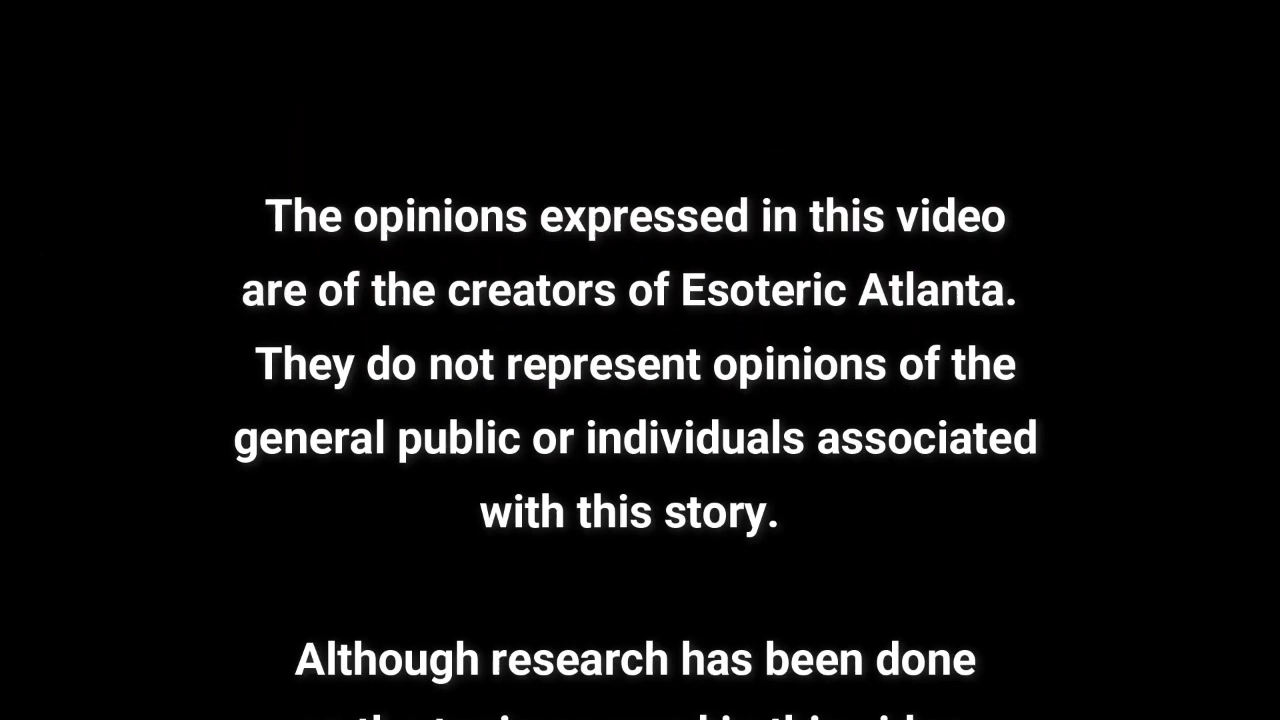 The opinions expressed in this video
are of the creators of Esoteric Atlanta.
They do not represent opinions of the
general public or individuals associated
with this story.
Although research has been done